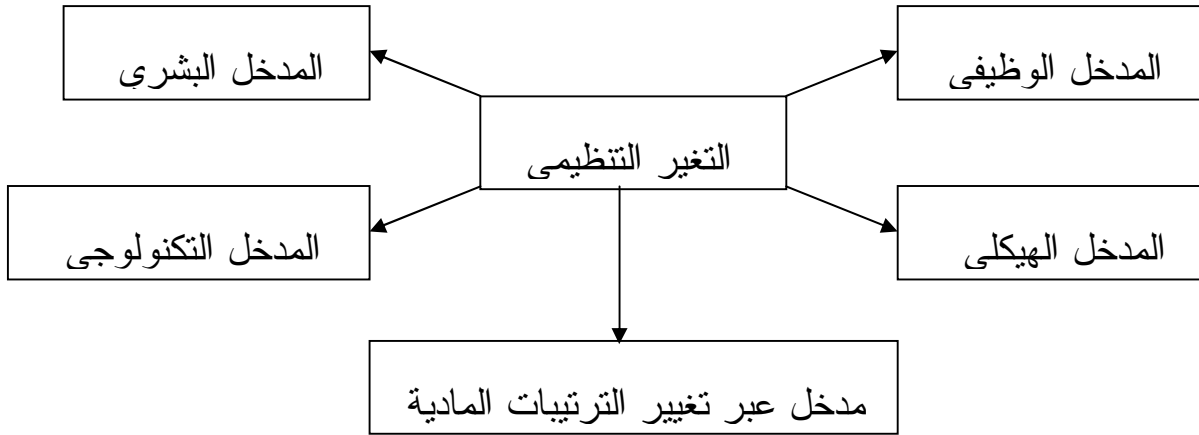 المدخل الوظيفى
المدخل البشرى
التغير التنظيمى
المدخل الهيكلى
المدخل التكنولوجى
مدخل عبر تغيير الترتيبات المادية